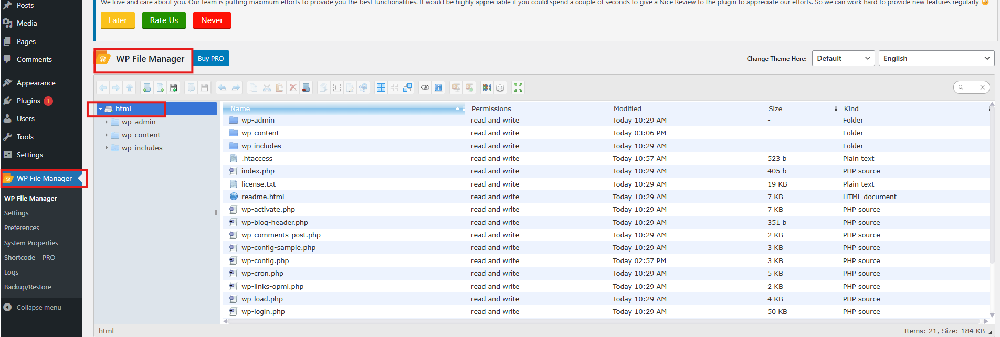 We love and care about you. Our team is putting maximum efforts to provide you the best functionalities. It would be highly appreciable if you could spend a couple of seconds to give a Nice Review to the plugin to appreciate our efforts. So we can work hard to provide new features regularly
Later Rate Us Never
Posts
Media
Pages
Comments
Appearance
Plugins 1
Users
Tools
Settings
WP File Manager
WP File Manager
Settings
Preferences
System Properties
Shortcode – PRO
Logs
Backup/Restore
Collapse menu
WP File Manager Buy PRO Change Theme Here: Default English
html
wp-admin
wp-content
wp-includes
Name Permissions Modified Size Kind
wp-admin read and write Today 10:29 AM - Folder
wp-content read and write Today 03:06 PM - Folder
wp-includes read and write Today 10:29 AM - Folder
.htaccess read and write Today 10:57 AM 523 b Plain text
index.php read and write Today 10:29 AM 405 b PHP source
license.txt read and write Today 10:29 AM 19 KB Plain text
readme.html read and write Today 10:29 AM 7 KB HTML document
wp-activate.php read and write Today 10:29 AM 7 KB PHP source
wp-blog-header.php read and write Today 10:29 AM 351 b PHP source
wp-comments-post.php read and write Today 10:29 AM 2 KB PHP source
wp-config-sample.php read and write Today 10:29 AM 3 KB PHP source
wp-config.php read and write Today 02:57 PM 3 KB PHP source
wp-cron.php read and write Today 10:29 AM 5 KB PHP source
wp-links-opml.php read and write Today 10:29 AM 2 KB PHP source
wp-load.php read and write Today 10:29 AM 4 KB PHP source
wp-login.php read and write Today 10:29 AM 50 KB PHP source
html Items: 21, Size: 184 KB